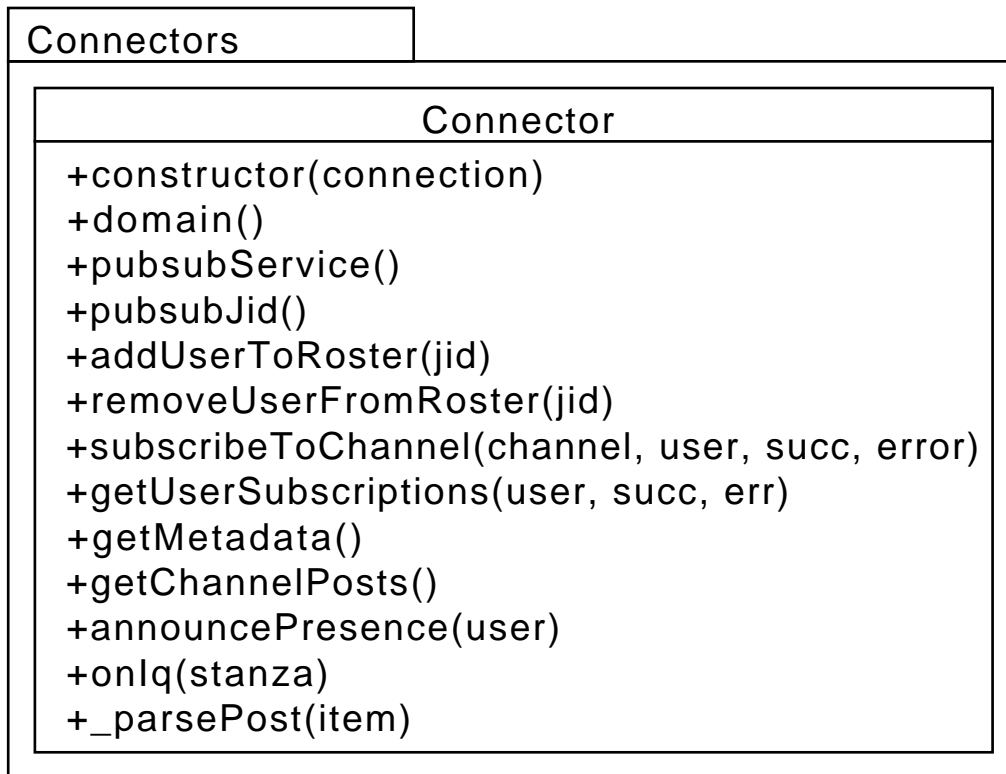 Connectors
Connector
+constructor(connection)
+domain()
+pubsubService()
+pubsubJid()
+addUserToRoster(jid)
+removeUserFromRoster(jid)
+subscribeToChannel(channel, user, succ, error)
+getUserSubscriptions(user, succ, err)
+getMetadata()
+getChannelPosts()
+announcePresence(user)
+onIq(stanza)
+_parsePost(item)